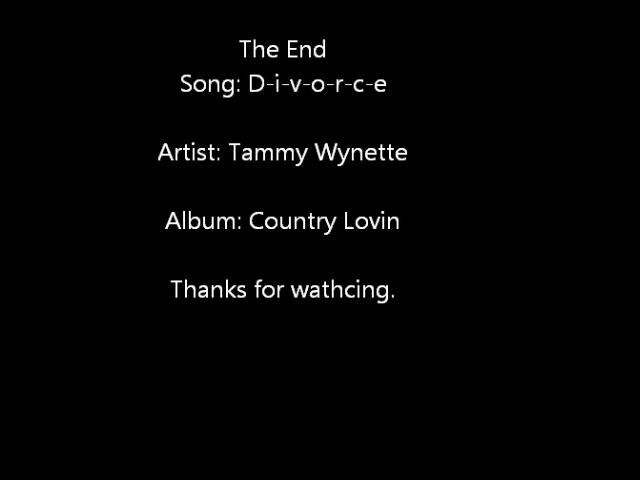 The End
Song: D-i-v-o-r-c-e
Artist: Tammy Wynette
Album: Country Lovin
Thanks for wathcing.